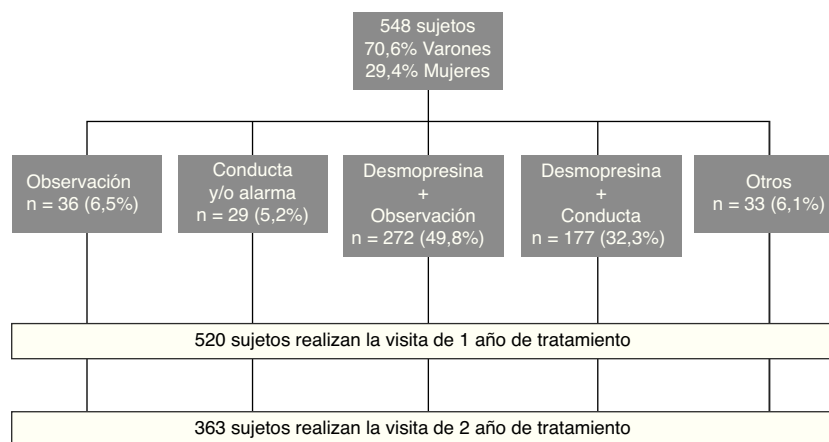 548 sujetos
70,6% Varones
29,4% Mujeres
Observación
n = 36 (6,5%)
Conducta
y/o alarma
n = 29 (5,2%)
Desmopresina
+
Observación
n = 272 (49,8%)
Desmopresina
+
Conducta
n = 177 (32,3%)
Otros
n = 33 (6,1%)
520 sujetos realizan la visita de 1 año de tratamiento
363 sujetos realizan la visita de 2 año de tratamiento